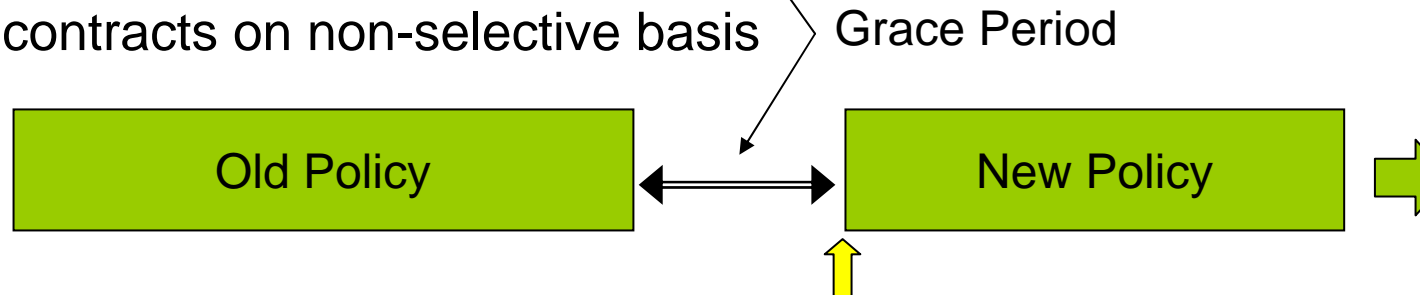 contracts on non-selective basis
Grace Period
Old Policy
New Policy